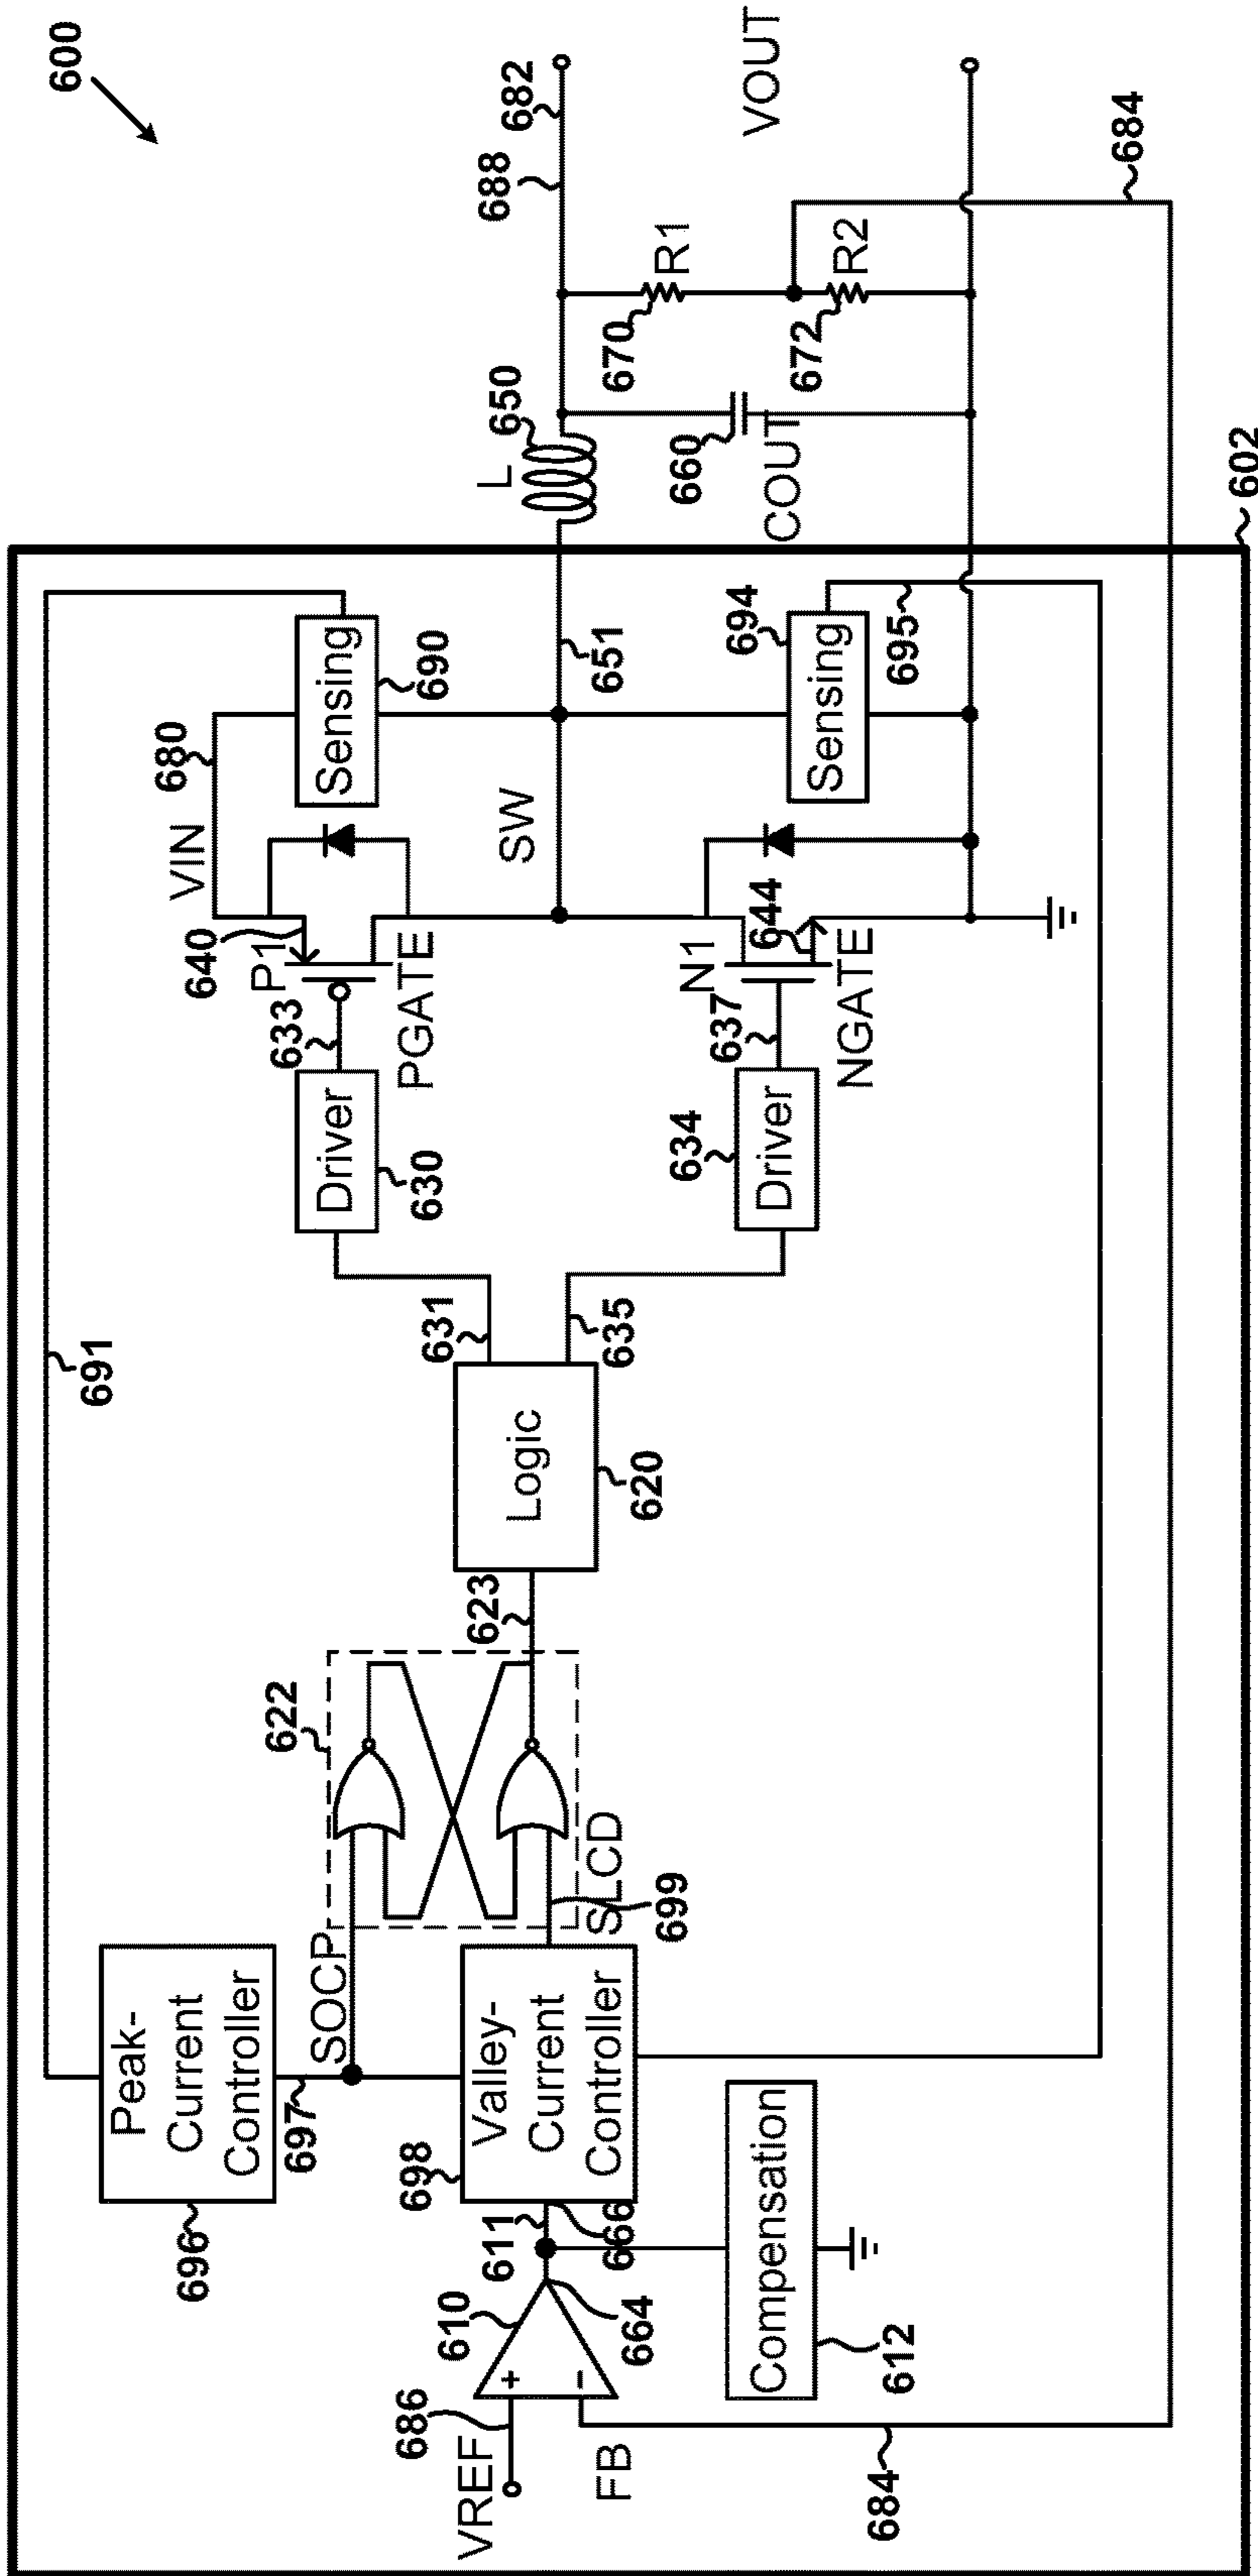 600
691
696
Peak-
Current
Controller
697
SOCP
622
623
698
Valley-
Current
Controller
SLCD
699
686
VREF
FB
610
+
-
611
664
666
Compensation
612
684
Logic
620
631
635
Driver
630
633
PGATE
Driver
634
637
NGATE
640
P1
VIN
680
N1
644
SW
Sensing
690
651
Sensing
694
695
L
650
660
COUT
670
R1
672
R2
688
682
VOUT
684
602